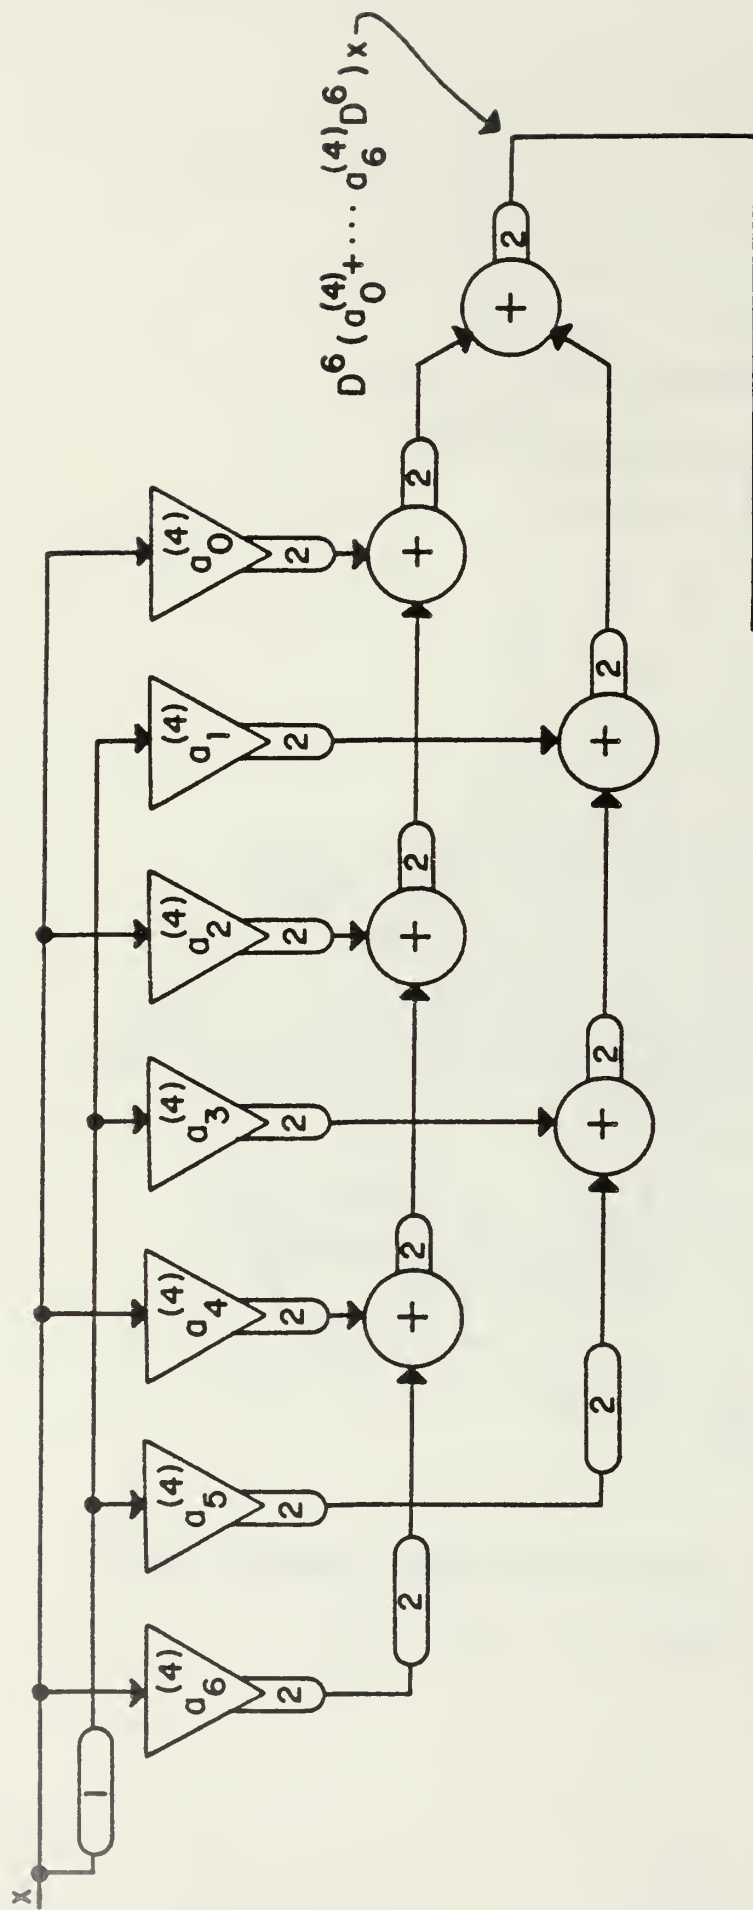 D⁶(a₀⁽⁴⁾+····a₆⁽⁴⁾D⁶)x
x
1
a₆⁽⁴⁾
a₅⁽⁴⁾
a₄⁽⁴⁾
a₃⁽⁴⁾
a₂⁽⁴⁾
a₁⁽⁴⁾
a₀⁽⁴⁾
2 2 2 2 2 2 2
2 + 2 + 2 + 2
2 + 2 + 2
+ 2